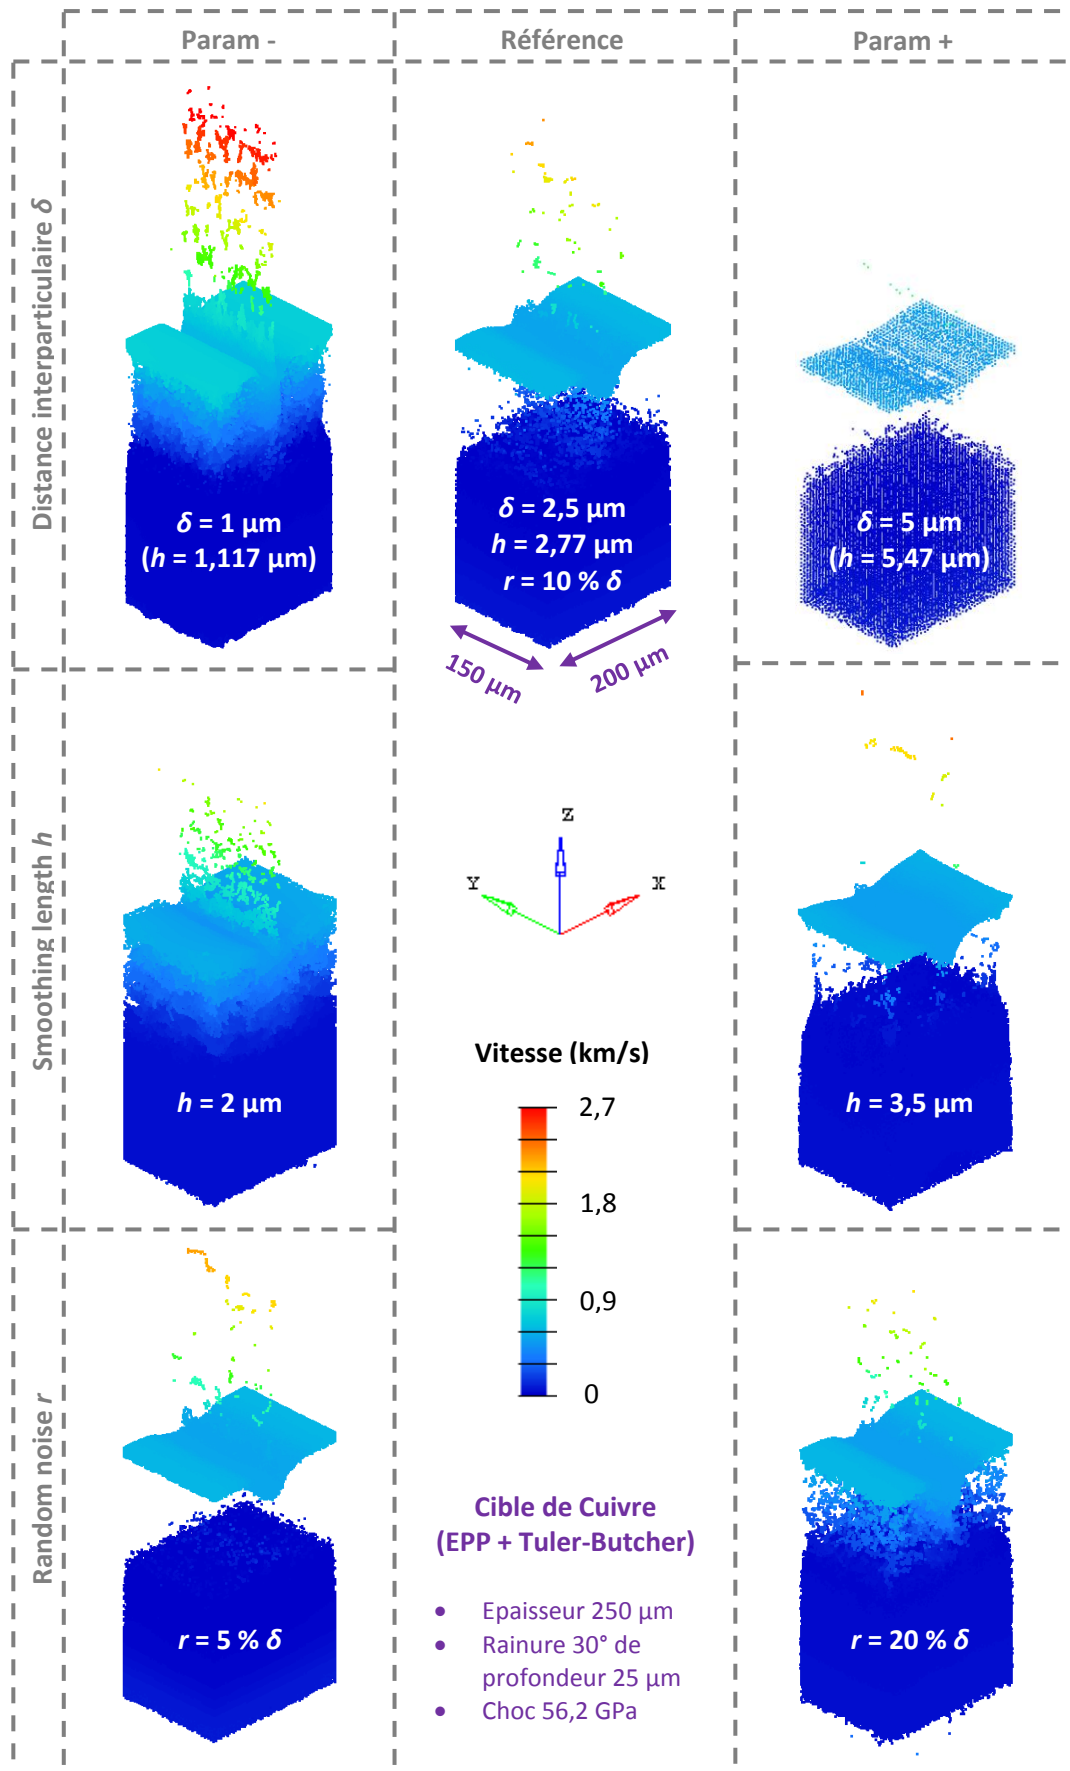 Param -
Référence
Param +
Distance interparticulaire δ
δ = 1 µm
(h = 1,117 µm)
δ = 2,5 µm
h = 2,77 µm
r = 10 % δ
δ = 5 µm
(h = 5,47 µm)
150 µm
200 µm
Smoothing length h
h = 2 µm
Z
Y
X
h = 3,5 µm
Vitesse (km/s)
2,7
1,8
0,9
0
Random noise r
r = 5 % δ
Cible de Cuivre
(EPP + Tuler-Butcher)
• Epaisseur 250 µm
• Rainure 30° de
profondeur 25 µm
• Choc 56,2 GPa
r = 20 % δ